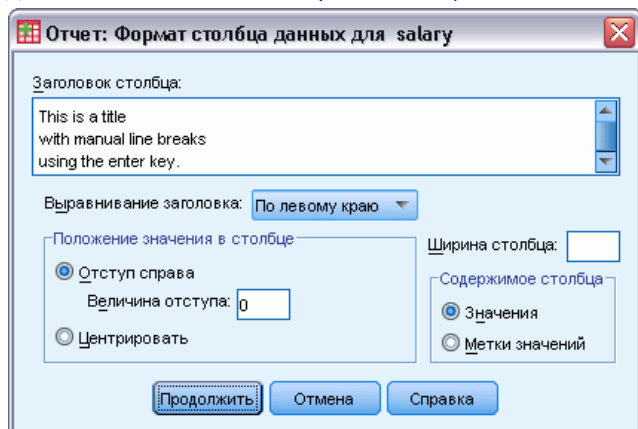 Отчет: Формат столбца данных для salary
Заголовок столбца:
This is a title
with manual line breaks
using the enter key.
Выравнивание заголовка: По левому краю
Положение значения в столбце
Отступ справа
Величина отступа: 0
Центрировать
Ширина столбца:
Содержимое столбца
Значения
Метки значений
Продолжить Отмена Справка